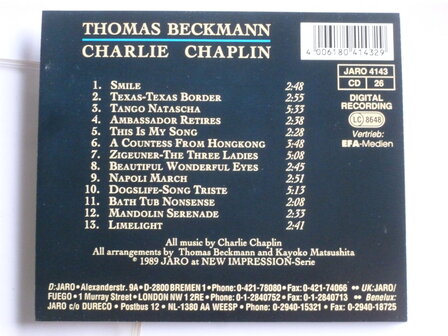 THOMAS BECKMANN
CHARLIE CHAPLIN
4 006180 414329
JARO 4143
CD 26
DIGITAL
RECORDING
LC 8648
Vertrieb:
EFA-Medien
1. SMILE 2:48
2. TEXAS-TEXAS BORDER 2:55
3. TANGO NATASCHA 2:33
4. AMBASSADOR RETIRES 2:38
5. THIS IS MY SONG 2:28
6. A COUNTESS FROM HONGKONG 3:48
7. ZIGEUNER-THE THREE LADIES 5:08
8. BEAUTIFUL WONDERFUL EYES 2:45
9. NAPOLI MARCH 2:51
10. DOGSLIFE-SONG TRISTE 5:13
11. BATH TUB NONSENSE 2:08
12. MANDOLIN SERENADE 2:33
13. LIMELIGHT 2:41
All music by Charlie Chaplin
All arrangements by Thomas Beckmann and Kayoko Matsushita
© 1989 JARO at NEW IMPRESSION-Serie
D:JARO • Alexanderstr. 9A • D-2800 BREMEN 1 • Phone: 0-421-78080 • Fax: 0-421-74066 •• UK:JARO/
FUEGO • 1 Murray Street • LONDON NW 1 2RE • Phone: 0-1-2840752 • Fax: 0-1-2840713 •• Benelux:
JARO c/o DURECO • Postbus 12 • NL-1380 AA WEESP • Phone: 0-2940-15321 • Fax: 0-2940-